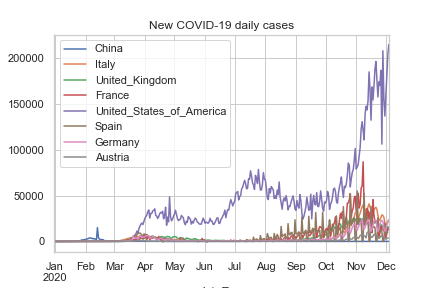 New COVID-19 daily cases
China
Italy
United_Kingdom
France
United_States_of_America
Spain
Germany
Austria
200000
150000
100000
50000
0
Jan Feb Mar Apr May Jun Jul Aug Sep Oct Nov Dec
2020